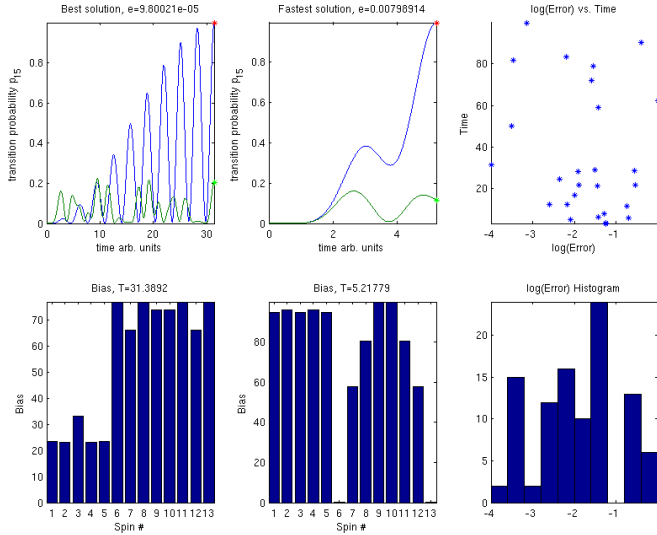 Best solution, e=9.80021e-05
transition probability p15
0
0.2
0.4
0.6
0.8
0 10 20 30
time arb. units
Fastest solution, e=0.00798914
transition probability p15
0
0.2
0.4
0.6
0.8
0 2 4
time arb. units
log(Error) vs. Time
Time
20
40
60
80
-4 -3 -2 -1
log(Error)
Bias, T=31.3892
Bias
0
10
20
30
40
50
60
70
1 2 3 4 5 6 7 8 9 10 11 12 13
Spin #
Bias, T=5.21779
Bias
0
20
40
60
80
1 2 3 4 5 6 7 8 9 10 11 12 13
Spin #
log(Error) Histogram
0
5
10
15
20
-4 -3 -2 -1